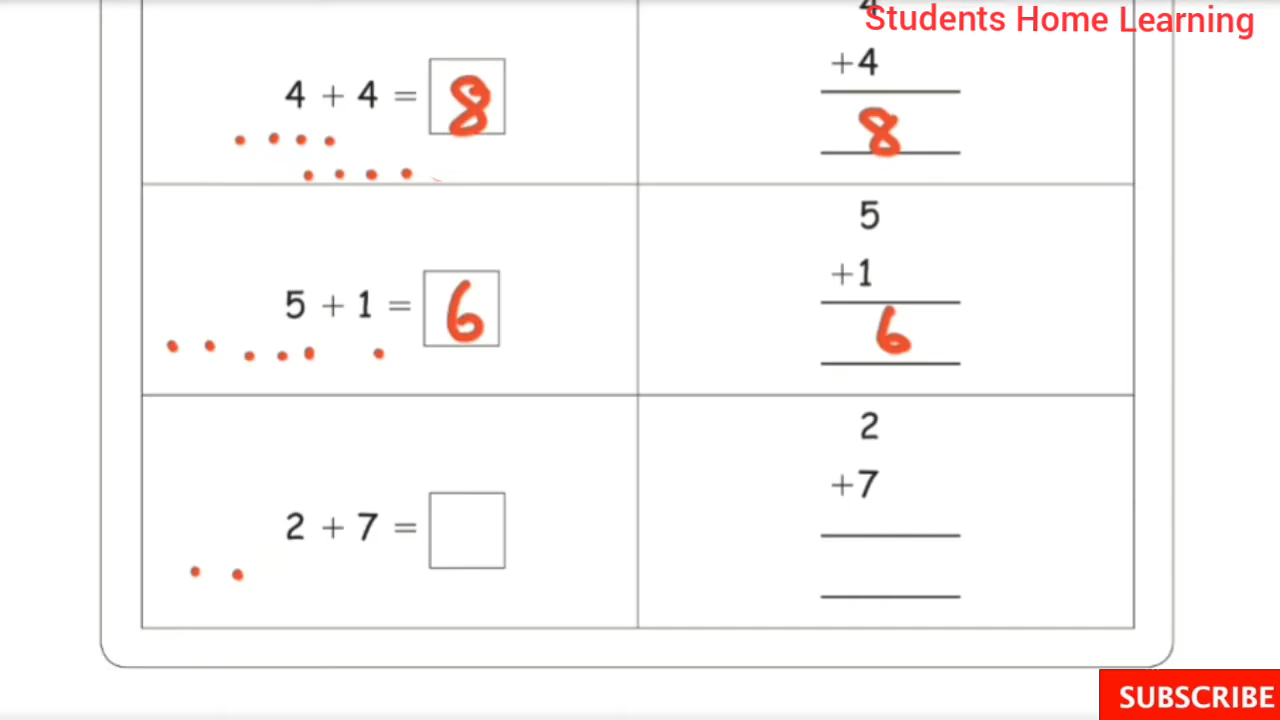 Students Home Learning
4 + 4 = 8
4
+4
8
5 + 1 = 6
5
+1
6
2 + 7 =
2
+7
SUBSCRIBE